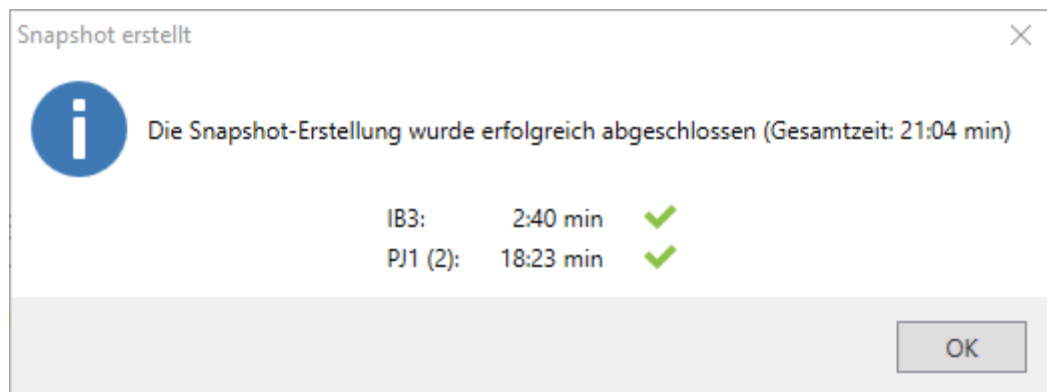 Snapshot erstellt
Die Snapshot-Erstellung wurde erfolgreich abgeschlossen (Gesamtzeit: 21:04 min)
IB3: 2:40 min
PJ1 (2): 18:23 min
OK